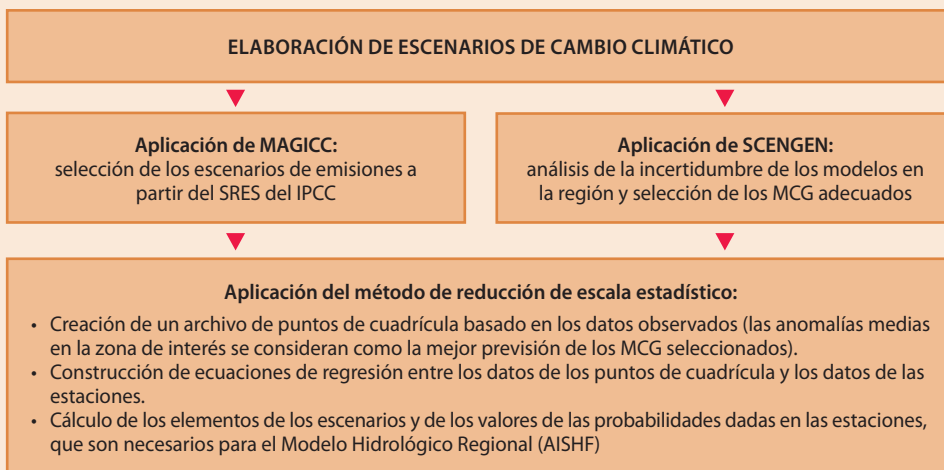 ELABORACIÓN DE ESCENARIOS DE CAMBIO CLIMÁTICO
Aplicación de MAGICC:
selección de los escenarios de emisiones a
partir del SRES del IPCC
Aplicación de SCENGEN:
análisis de la incertidumbre de los modelos en
la región y selección de los MCG adecuados
Aplicación del método de reducción de escala estadístico:
• Creación de un archivo de puntos de cuadrícula basado en los datos observados (las anomalías medias
en la zona de interés se consideran como la mejor previsión de los MCG seleccionados).
• Construcción de ecuaciones de regresión entre los datos de los puntos de cuadrícula y los datos de las
estaciones.
• Cálculo de los elementos de los escenarios y de los valores de las probabilidades dadas en las estaciones,
que son necesarios para el Modelo Hidrológico Regional (AISHF)